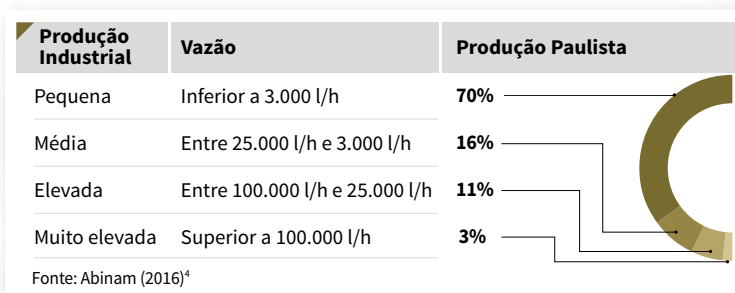 Produção Industrial Vazão Produção Paulista
Pequena Inferior a 3.000 l/h 70%
Média Entre 25.000 l/h e 3.000 l/h 16%
Elevada Entre 100.000 l/h e 25.000 l/h 11%
Muito elevada Superior a 100.000 l/h 3%
Fonte: Abinam (2016)⁴